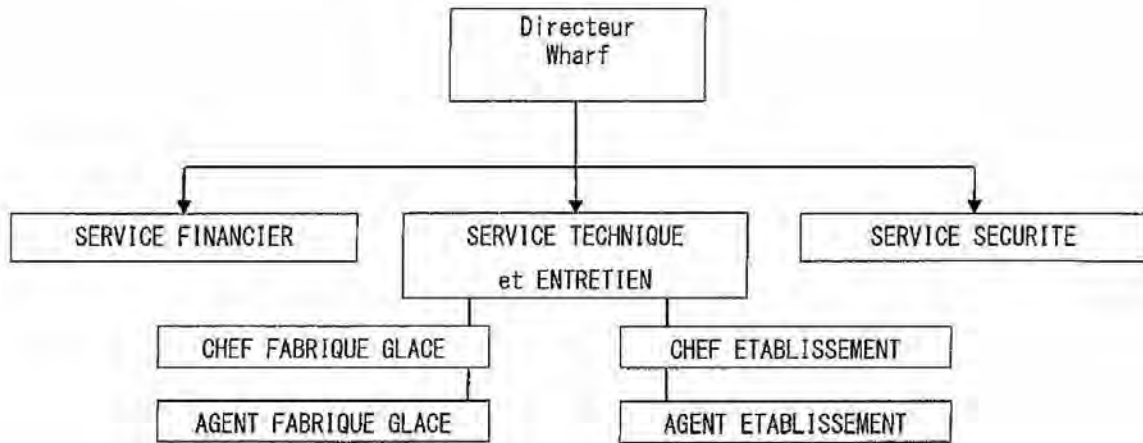 Directeur
Wharf
SERVICE FINANCIER
SERVICE TECHNIQUE
et ENTRETIEN
SERVICE SECURITE
CHEF FABRIQUE GLACE
CHEF ETABLISSEMENT
AGENT FABRIQUE GLACE
AGENT ETABLISSEMENT